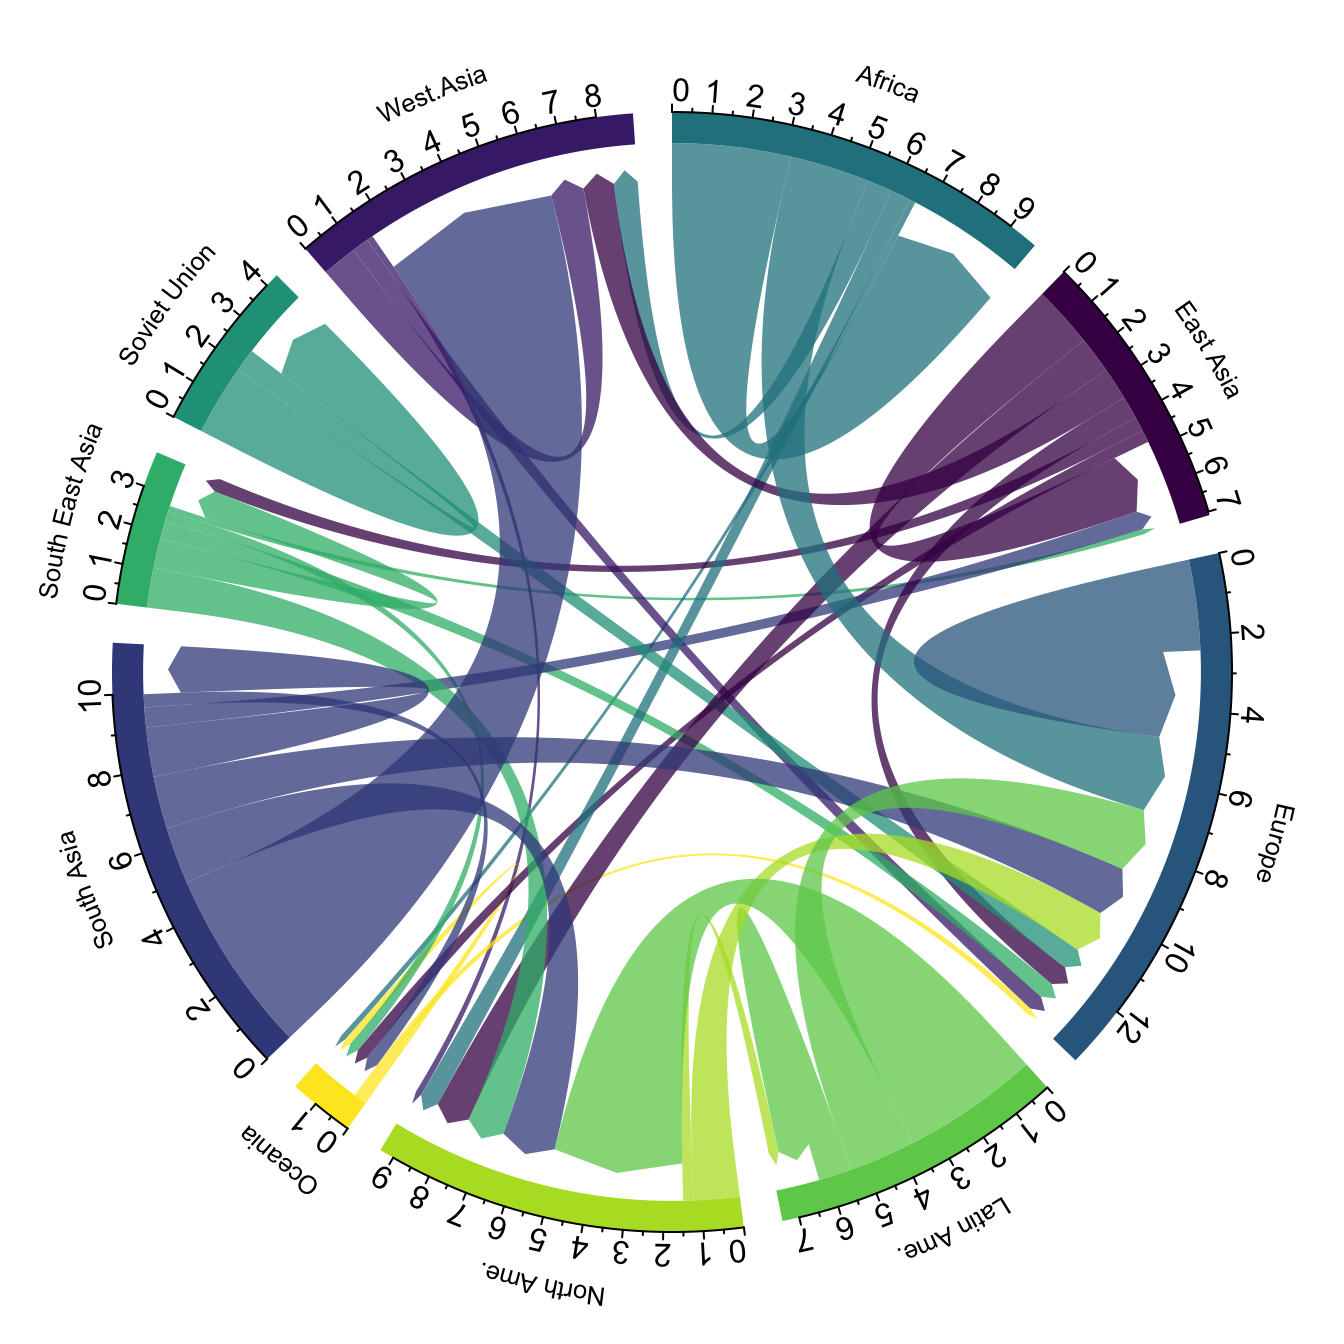 Africa
0 1 2 3 4 5 6 7 8 9
East Asia
0 1 2 3 4 5 6 7
Europe
0 2 4 6 8 10 12
Latin Ame.
0 1 2 3 4 5 6 7
North Ame.
0 1 2 3 4 5 6 7 8 9
Oceania
0 1
South Asia
0 2 4 6 8 10
South East Asia
0 1 2 3
Soviet Union
0 1 2 3 4
West.Asia
0 1 2 3 4 5 6 7 8